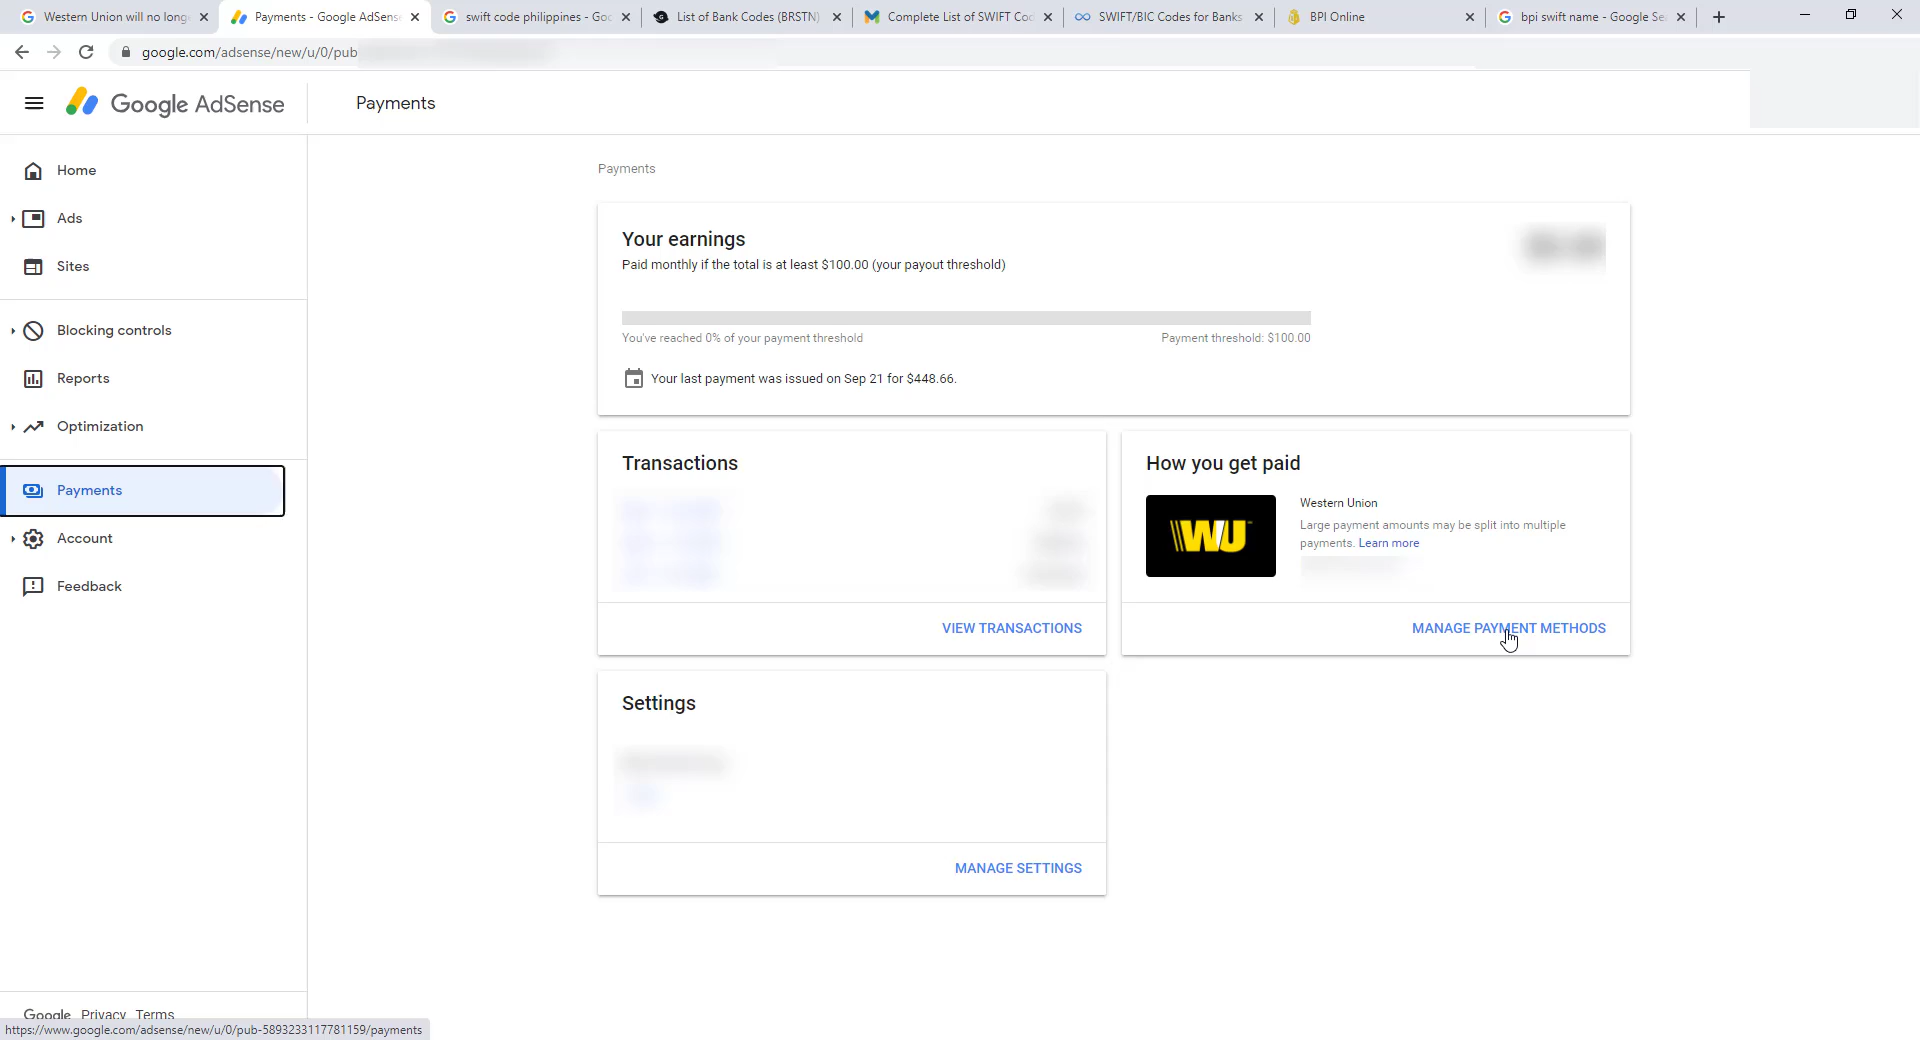 Western Union will no long
Payments - Google AdSense
swift code philippines - Goo
List of Bank Codes (BRSTN)
Complete List of SWIFT Cod
SWIFT/BIC Codes for Banks
BPI Online
bpi swift name - Google Se
google.com/adsense/new/u/0/pub
Google AdSense
Payments
Home
Ads
Sites
Blocking controls
Reports
Optimization
Payments
Account
Feedback
Payments
Your earnings
Paid monthly if the total is at least $100.00 (your payout threshold)
You've reached 0% of your payment threshold
Payment threshold: $100.00
Your last payment was issued on Sep 21 for $448.66.
Transactions
VIEW TRANSACTIONS
How you get paid
WU
Western Union
Large payment amounts may be split into multiple
payments. Learn more
MANAGE PAYMENT METHODS
Settings
MANAGE SETTINGS
Google Privacy Terms
https://www.google.com/adsense/new/u/0/pub-5893233117781159/payments